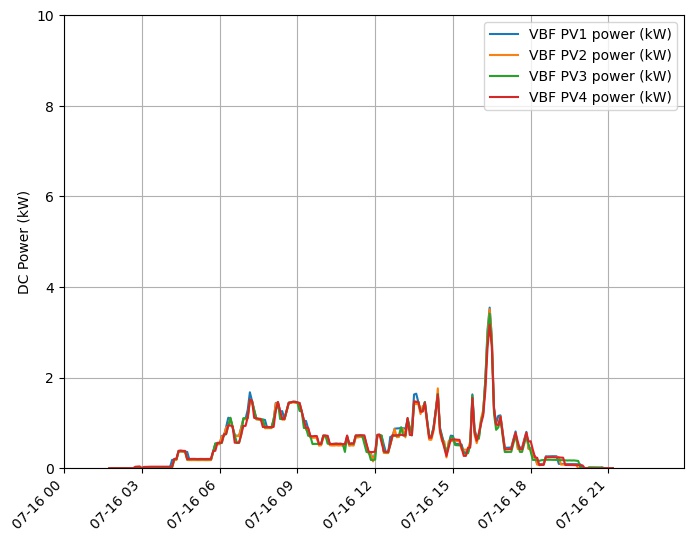 10
8
6
4
2
0
DC Power (kW)
VBF PV1 power (kW)
VBF PV2 power (kW)
VBF PV3 power (kW)
VBF PV4 power (kW)
07-16 00
07-16 03
07-16 06
07-16 09
07-16 12
07-16 15
07-16 18
07-16 21